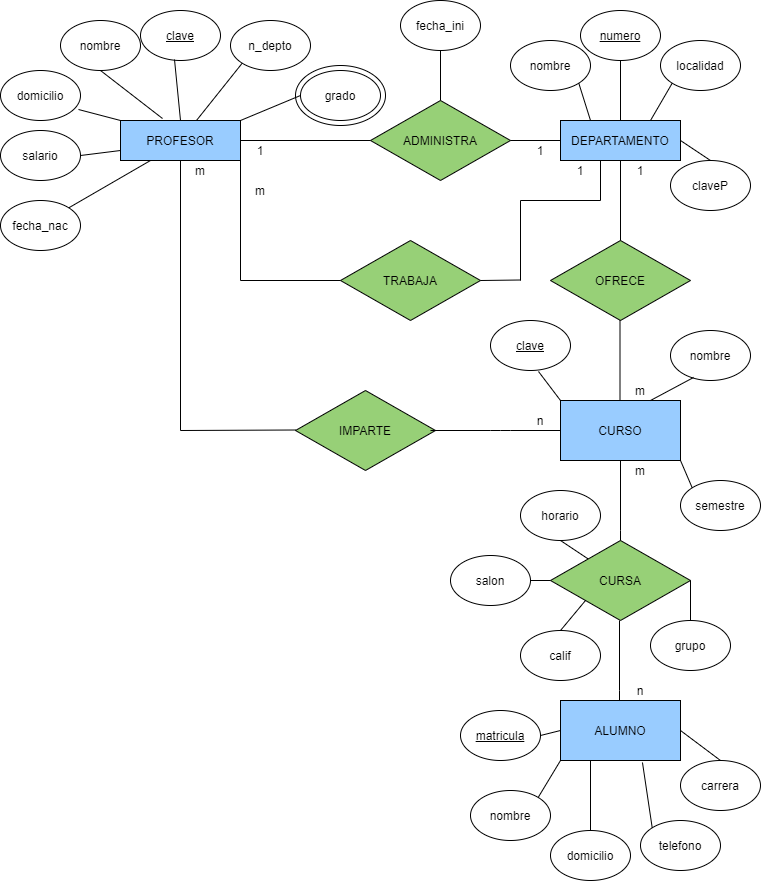 fecha_ini
clave
numero
nombre
n_depto
nombre
localidad
domicilio
grado
PROFESOR
ADMINISTRA
DEPARTAMENTO
1
1
salario
m
1
1
claveP
m
fecha_nac
TRABAJA
OFRECE
clave
nombre
m
n
IMPARTE
CURSO
m
semestre
horario
salon
CURSA
calif
grupo
n
matricula
ALUMNO
carrera
nombre
domicilio
telefono